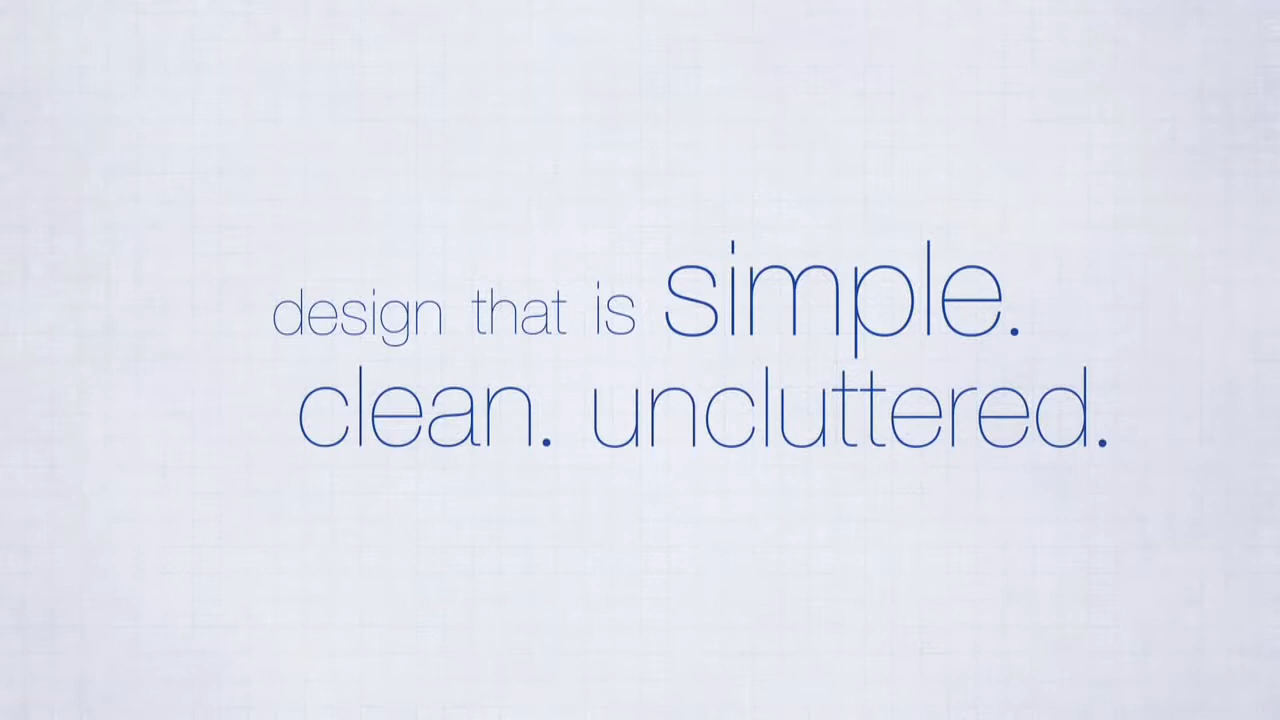 design that is simple.
clean. uncluttered.